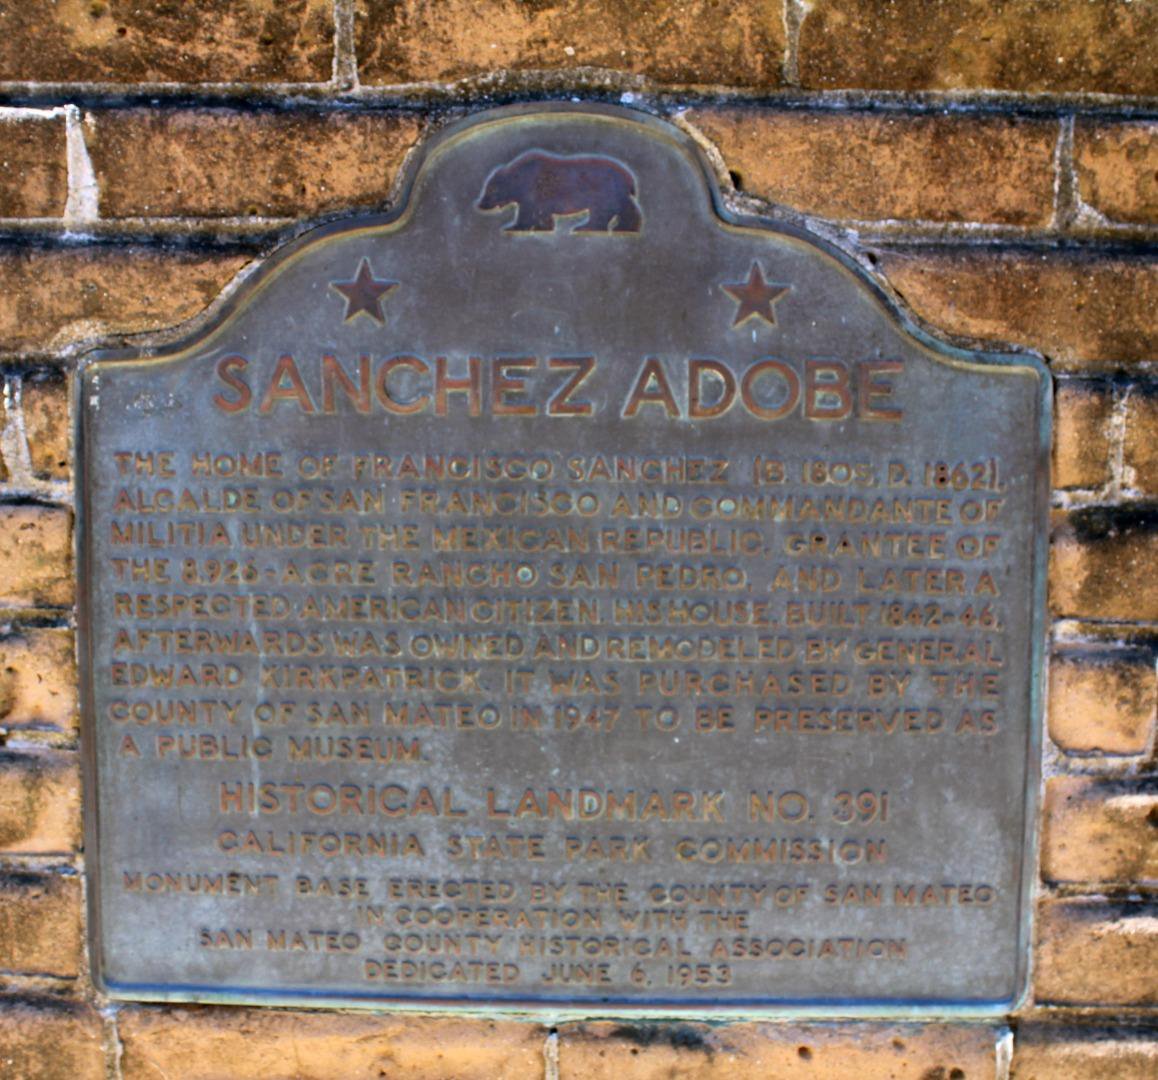 SANCHEZ ADOBE
THE HOME OF FRANCISCO SANCHEZ (B. 1805, D. 1862),
ALCALDE OF SAN FRANCISCO AND COMMANDANTE OF
MILITIA UNDER THE MEXICAN REPUBLIC, GRANTEE OF
THE 8,926-ACRE RANCHO SAN PEDRO, AND LATER A
RESPECTED AMERICAN CITIZEN. HIS HOUSE, BUILT 1842-46,
AFTERWARDS WAS OWNED AND REMODELED BY GENERAL
EDWARD KIRKPATRICK. IT WAS PURCHASED BY THE
COUNTY OF SAN MATEO IN 1947 TO BE PRESERVED AS
A PUBLIC MUSEUM.
HISTORICAL LANDMARK NO. 391
CALIFORNIA STATE PARK COMMISSION
MONUMENT BASE ERECTED BY THE COUNTY OF SAN MATEO
IN COOPERATION WITH THE
SAN MATEO COUNTY HISTORICAL ASSOCIATION
DEDICATED JUNE 6, 1953